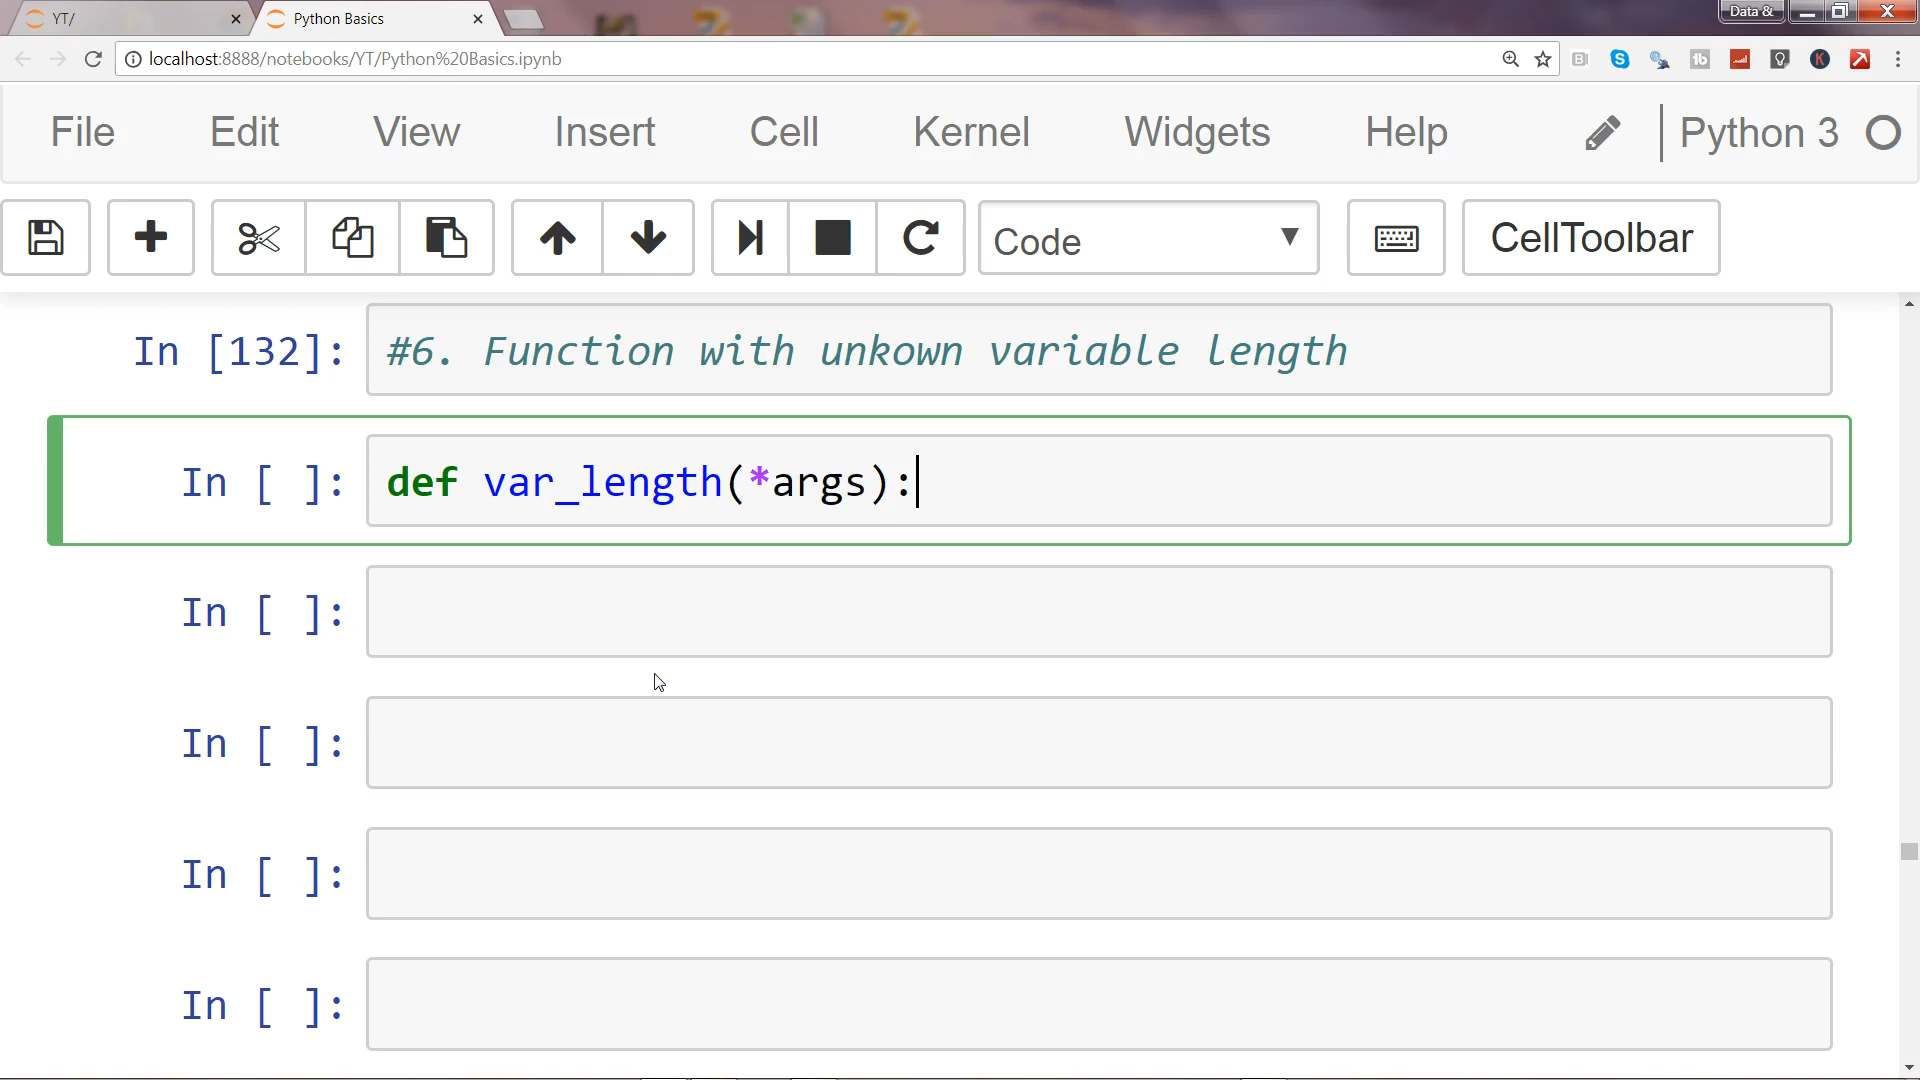 YT/
Python Basics
Data &
localhost:8888/notebooks/YT/Python%20Basics.ipynb
File Edit View Insert Cell Kernel Widgets Help Python 3
Code CellToolbar
In [132]: #6. Function with unkown variable length
In [ ]: def var_length(*args):
In [ ]:
In [ ]:
In [ ]:
In [ ]: